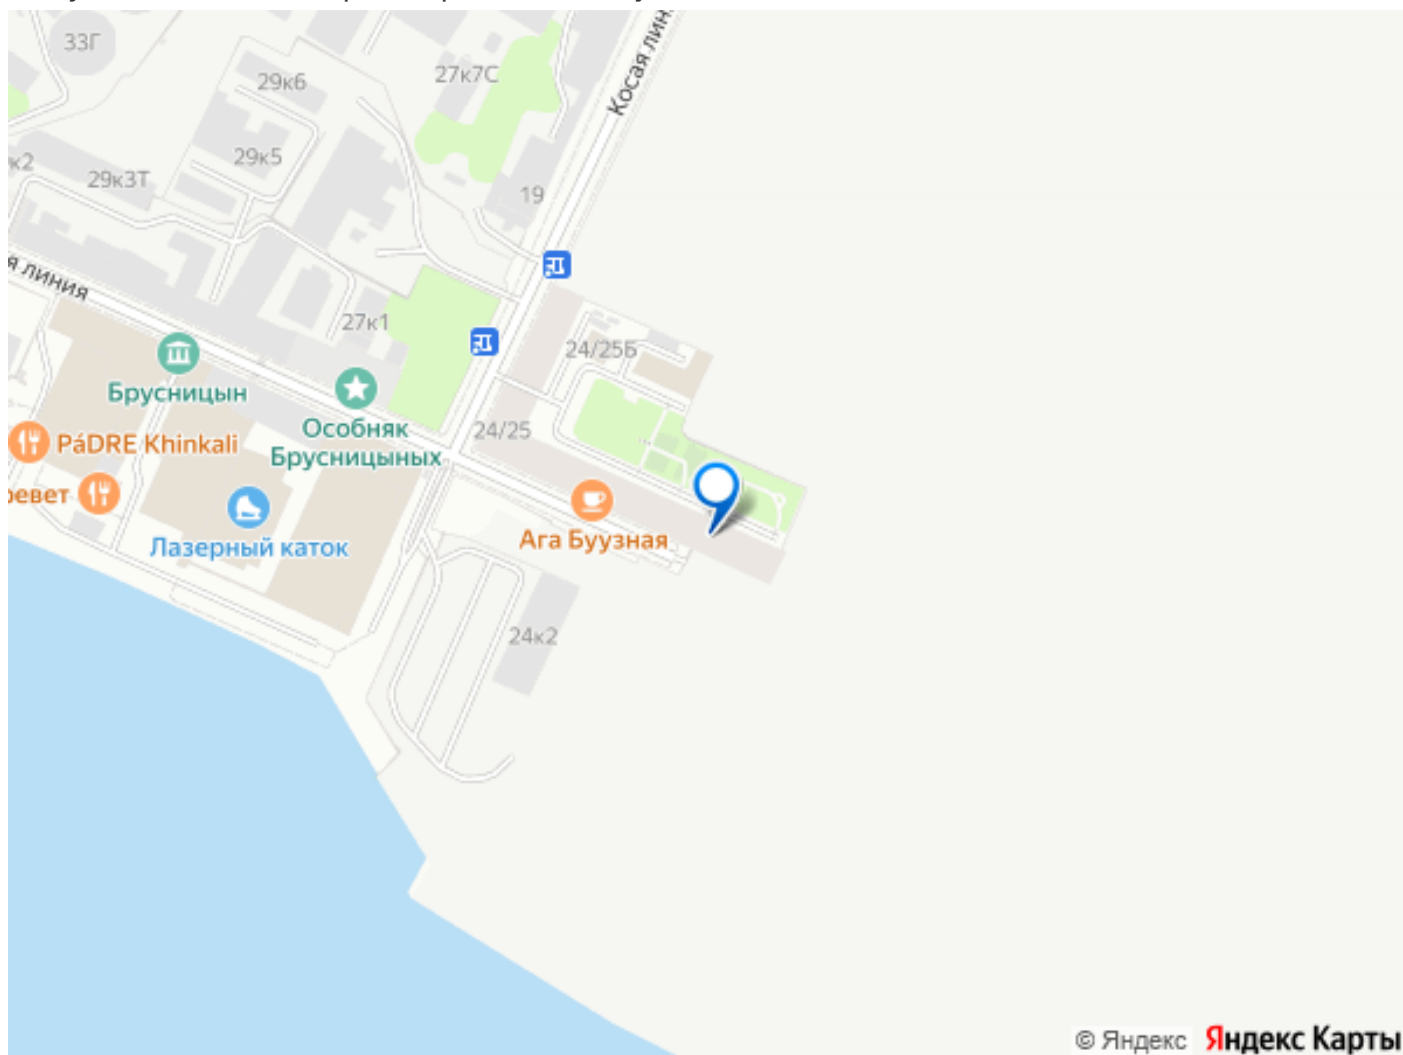 33Г
29к6
27к7С
Косая лин
29к5
к2
29к3Т
19
я линия
27к1
24/25Б
Брусницын
Особняк
Брусницыных
24/25
PáDRE Khinkali
ревет
Лазерный каток
Ага Буузная
24к2
© Яндекс Яндекс Карты